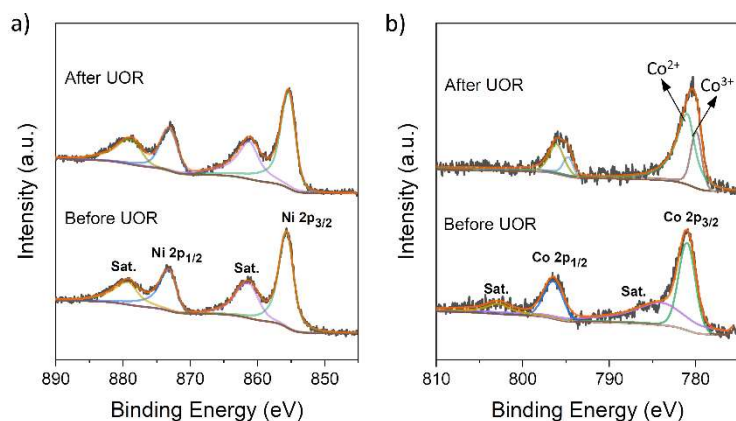 a)
After UOR
Before UOR
Sat.
Ni 2p1/2
Sat.
Ni 2p3/2
Intensity (a.u.)
890
880
870
860
850
Binding Energy (eV)
b)
After UOR
Co2+
Co3+
Before UOR
Sat.
Co 2p1/2
Sat.
Co 2p3/2
Intensity (a.u.)
810
800
790
780
Binding Energy (eV)